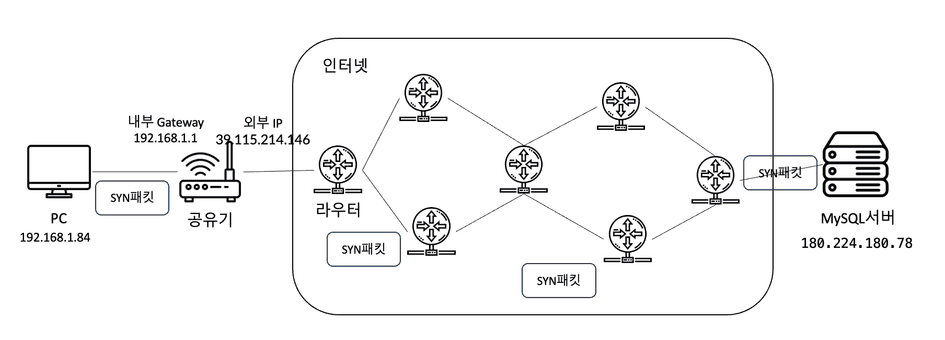 인터넷
내부 Gateway
192.168.1.1
외부 IP
39.115.214.146
SYN패킷
PC
192.168.1.84
SYN패킷
공유기
라우터
SYN패킷
SYN패킷
MySQL서버
180.224.180.78